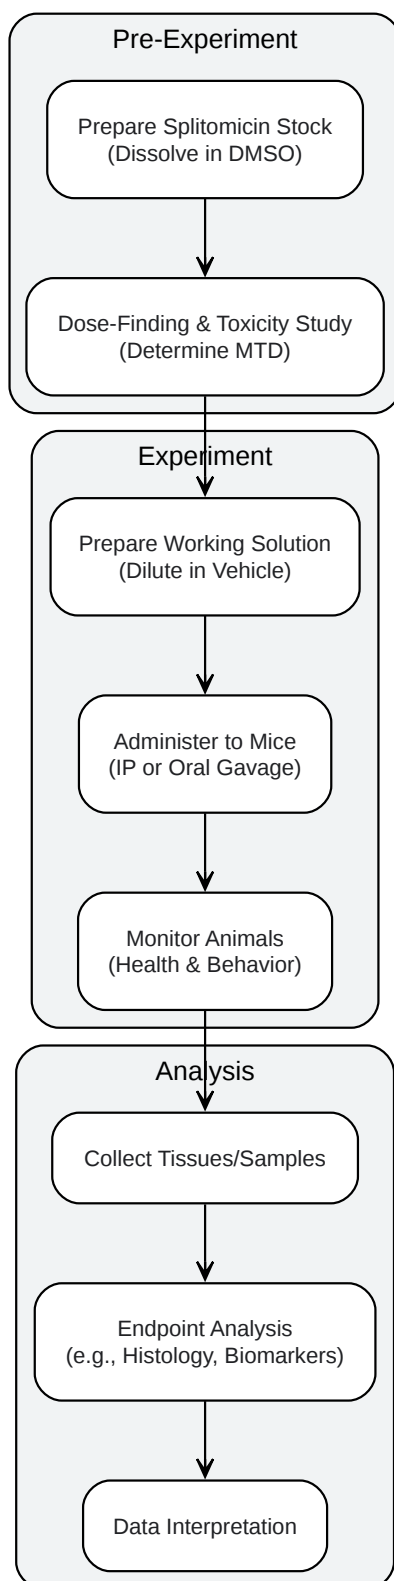 Pre-Experiment
Prepare Splitomicin Stock
(Dissolve in DMSO)
Dose-Finding & Toxicity Study
(Determine MTD)
Experiment
Prepare Working Solution
(Dilute in Vehicle)
Administer to Mice
(IP or Oral Gavage)
Monitor Animals
(Health & Behavior)
Analysis
Collect Tissues/Samples
Endpoint Analysis
(e.g., Histology, Biomarkers)
Data Interpretation